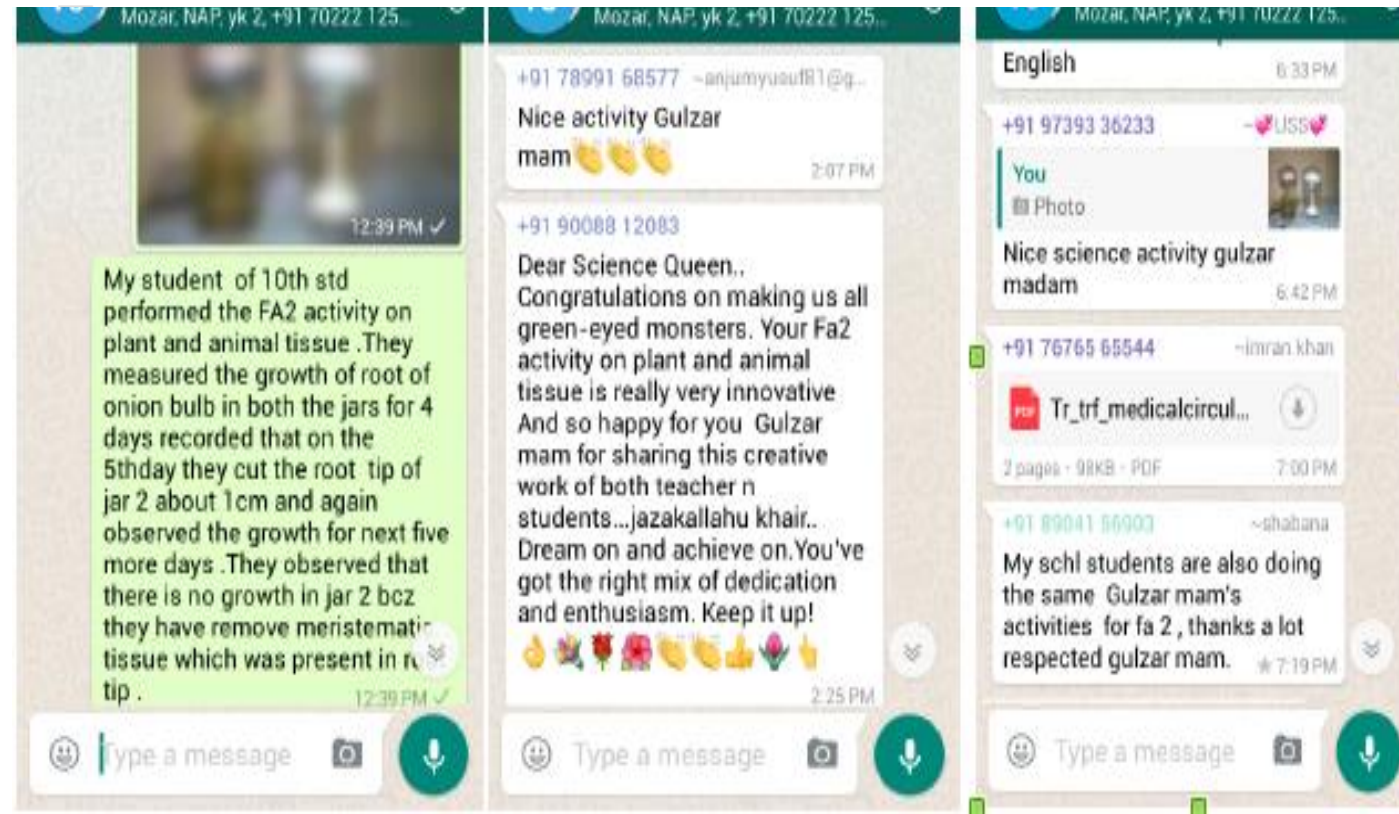 Mozar, NAP, yk 2, +91 70222 125...
12:39 PM
My student of 10th std
performed the FA2 activity on
plant and animal tissue .They
measured the growth of root of
onion bulb in both the jars for 4
days recorded that on the
5thday they cut the root tip of
jar 2 about 1cm and again
observed the growth for next five
more days .They observed that
there is no growth in jar 2 bcz
they have remove meristematic
tissue which was present in
tip .
12:39 PM
Type a message
Mozar, NAP, yk 2, +91 70222 125...
+91 78991 68577 ~anjumyusuf81@g...
Nice activity Gulzar
mam👏👏👏
2:07 PM
+91 90088 12083
Dear Science Queen..
Congratulations on making us all
green-eyed monsters. Your Fa2
activity on plant and animal
tissue is really very innovative
And so happy for you Gulzar
mam for sharing this creative
work of both teacher n
students...jazakallahu khair..
Dream on and achieve on.You've
got the right mix of dedication
and enthusiasm. Keep it up!
2:25 PM
Type a message
Mozar, NAP, yk 2, +91 70222 125...
English
6:33 PM
+91 97393 36233 ~💞USS💞
You
Photo
Nice science activity gulzar
madam
6:42 PM
+91 76765 65544 ~imran khan
PDF Tr_trf_medicalcircul...
2 pages • 98KB • PDF 7:00 PM
+91 89041 56903 ~shabana
My schl students are also doing
the same Gulzar mam's
activities for fa 2 , thanks a lot
respected gulzar mam.
7:19 PM
Type a message